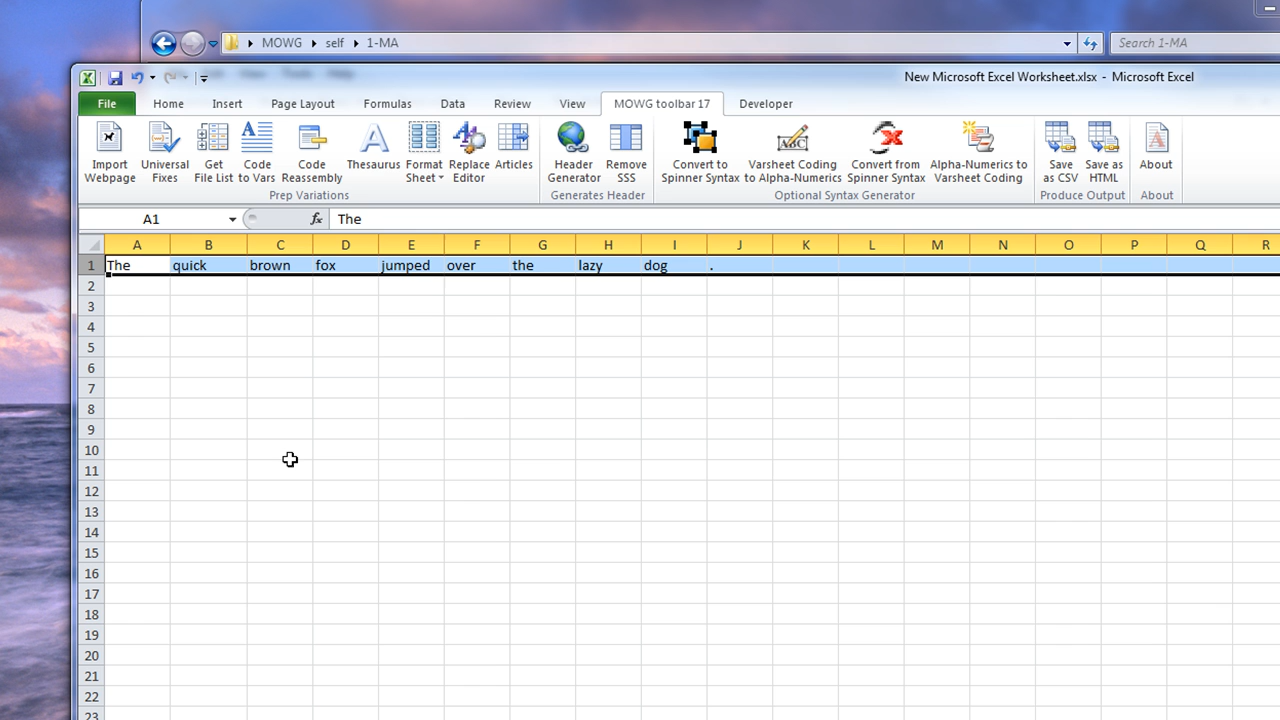 MOWG self 1-MA Search 1-MA
New Microsoft Excel Worksheet.xlsx - Microsoft Excel
File Home Insert Page Layout Formulas Data Review View MOWG toolbar 17 Developer
Import Webpage Universal Fixes Get File List Code to Vars Code Reassembly Thesaurus Format Sheet Replace Editor Articles Header Generator Remove SSS Convert to Spinner Syntax Varsheet Coding to Alpha-Numerics Convert from Spinner Syntax Alpha-Numerics to Varsheet Coding Save as CSV Save as HTML About
Prep Variations Generates Header Optional Syntax Generator Produce Output About
A1 fx The
A B C D E F G H I J K L M N O P Q R
1 The quick brown fox jumped over the lazy dog .
2
3
4
5
6
7
8
9
10
11
12
13
14
15
16
17
18
19
20
21
22
23